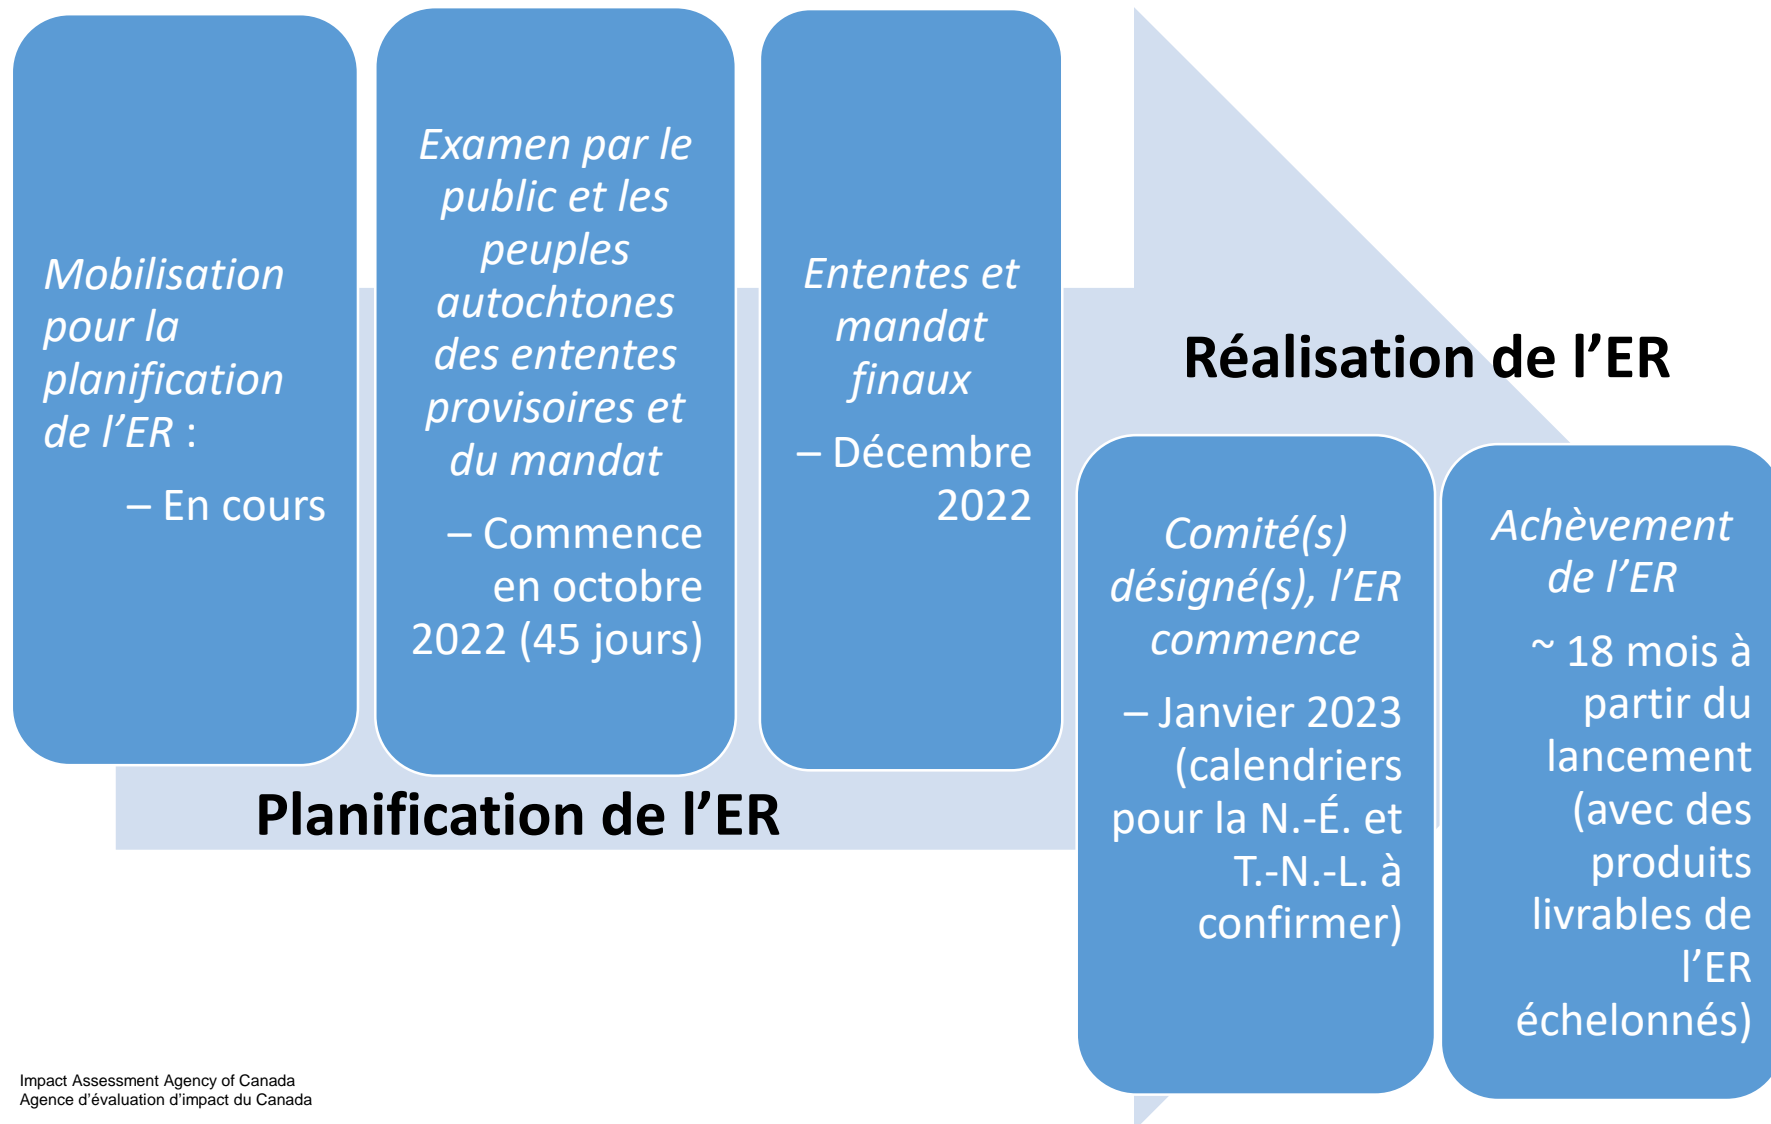 Mobilisation
pour la
planification
de l’ER :
– En cours
Examen par le
public et les
peuples
autochtones
des ententes
provisoires et
du mandat
– Commence
en octobre
2022 (45 jours)
Ententes et
mandat
finaux
– Décembre
2022
Planification de l’ER
Réalisation de l’ER
Comité(s)
désigné(s), l’ER
commence
– Janvier 2023
(calendriers
pour la N.-É. et
T.-N.-L. à
confirmer)
Achèvement
de l’ER
~ 18 mois à
partir du
lancement
(avec des
produits
livrables de
l’ER
échelonnés)
Impact Assessment Agency of Canada
Agence d’évaluation d’impact du Canada